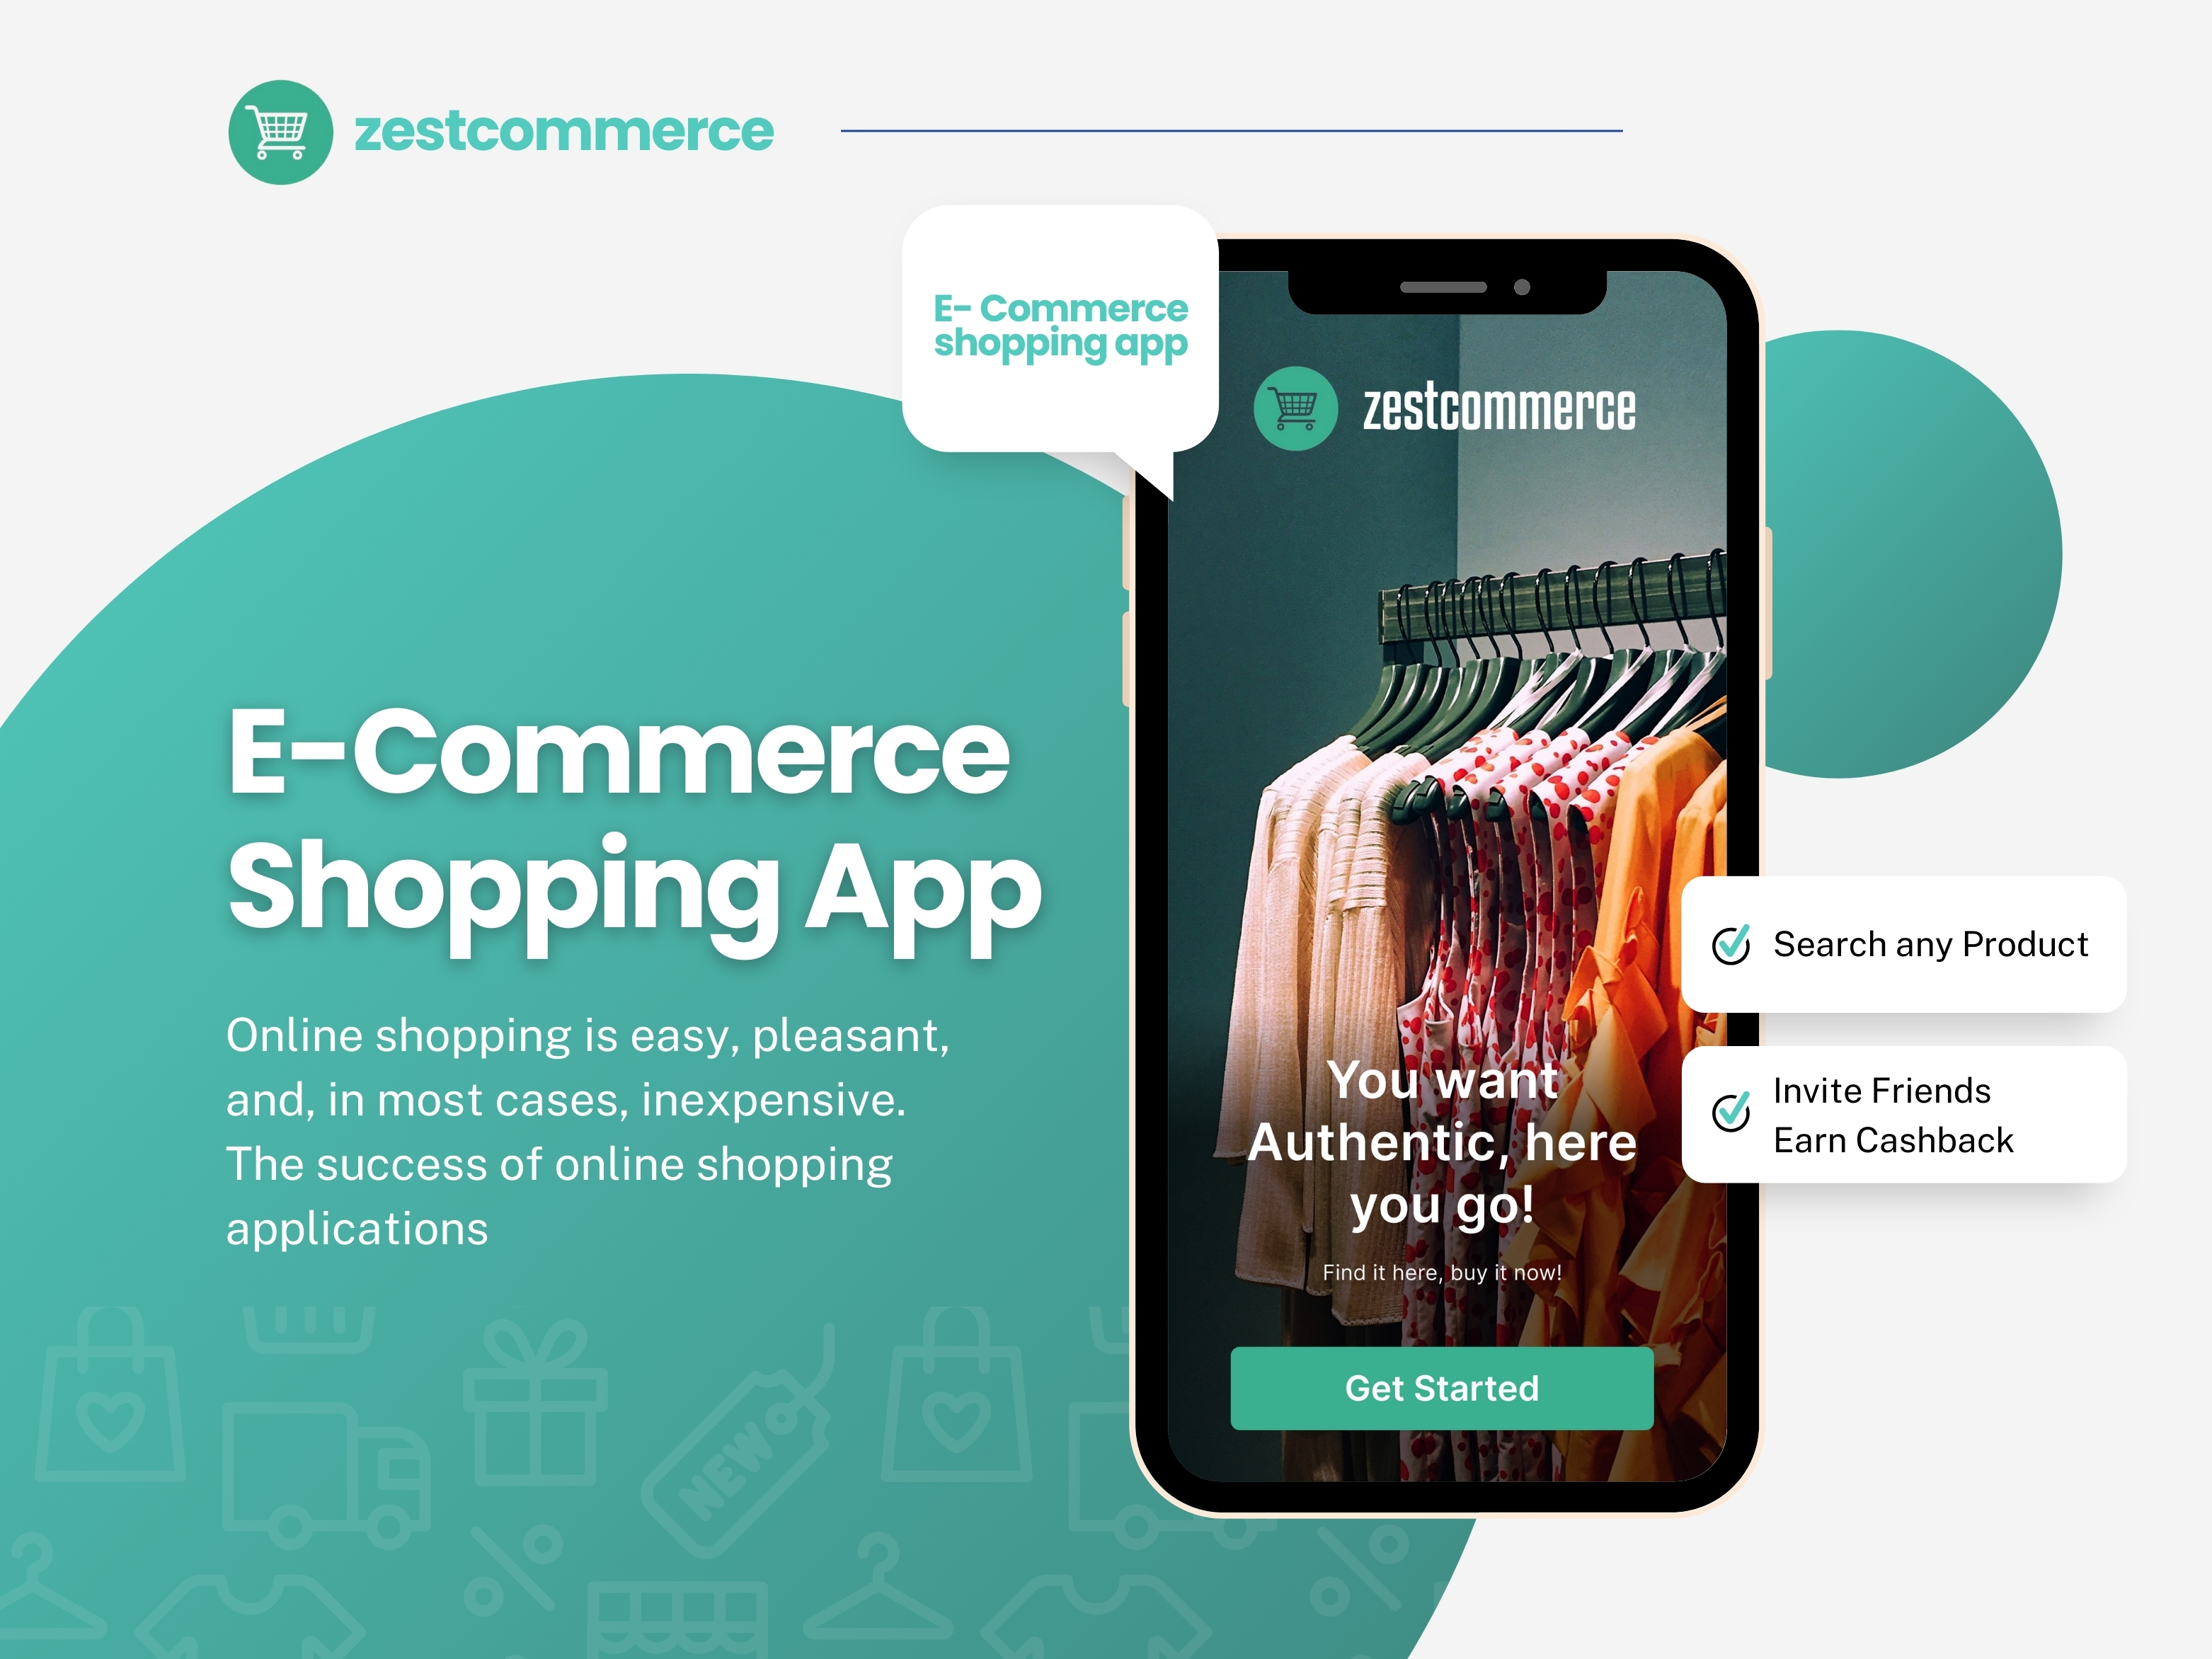 zestcommerce
E- Commerce
shopping app
zestcommerce
E-Commerce
Shopping App
Online shopping is easy, pleasant,
and, in most cases, inexpensive.
The success of online shopping
applications
Search any Product
Invite Friends
Earn Cashback
You want
Authentic, here
you go!
Find it here, buy it now!
Get Started
NEW